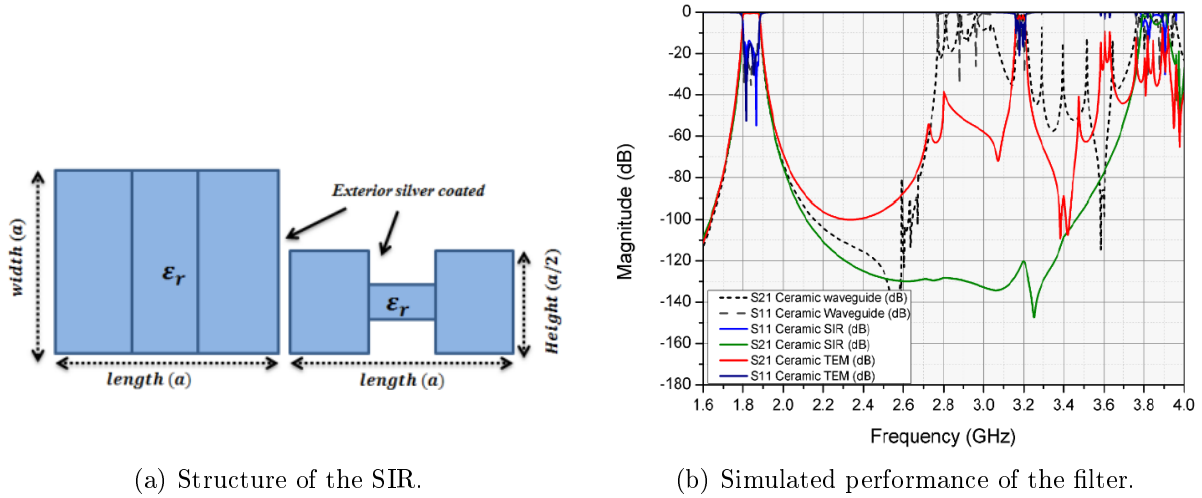 Exterior silver coated
width (a)
εr
εr
Height (a/2)
length (a)
length (a)
(a) Structure of the SIR.
Magnitude (dB)
0
-20
-40
-60
-80
-100
-120
-140
-160
-180
S21 Ceramic waveguide (dB)
S11 Ceramic Waveguide (dB)
S11 Ceramic SIR (dB)
S21 Ceramic SIR (dB)
S21 Ceramic TEM (dB)
S11 Ceramic TEM (dB)
1.6 1.8 2.0 2.2 2.4 2.6 2.8 3.0 3.2 3.4 3.6 3.8 4.0
Frequency (GHz)
(b) Simulated performance of the filter.